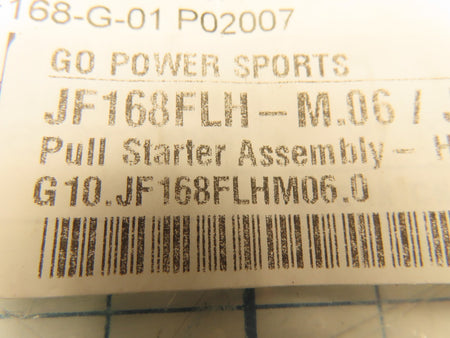 168-G-01 P02007
GO POWER SPORTS
JF168FLH-M.06 /
Pull Starter Assembly - H
G10.JF168FLHM06.0